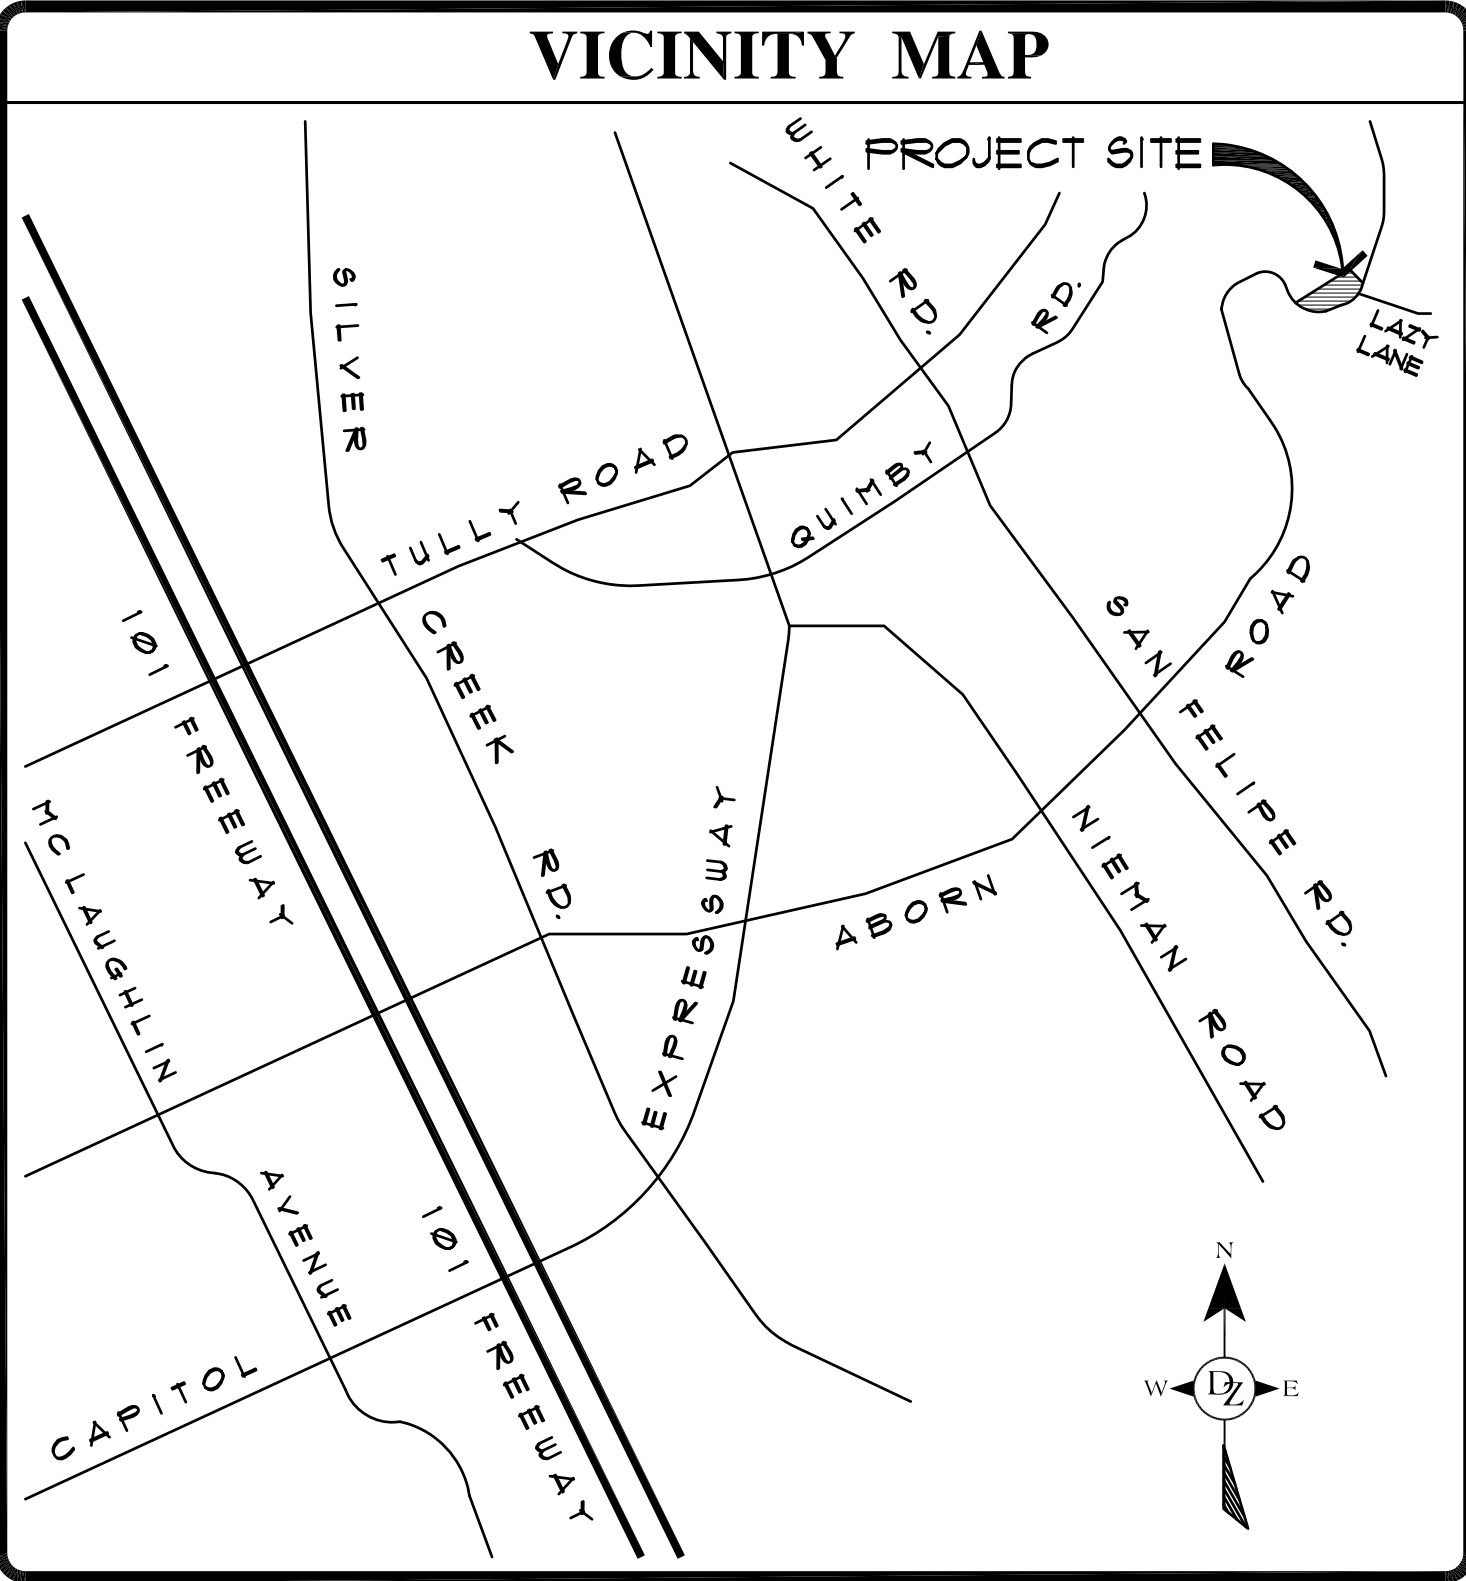 VICINITY MAP
WHITE RD.
PROJECT SITE
SILVER
RD.
LAZY
LANE
TULLY ROAD
QUIMBY
101
CREEK
SAN
ROAD
FREEWAY
FELIPE RD.
MC LAUGHLIN
EXPRESSWAY
NIEMAN ROAD
RD.
ABORN
AVENUE
101
FREEWAY
CAPITOL
N
W DZ E